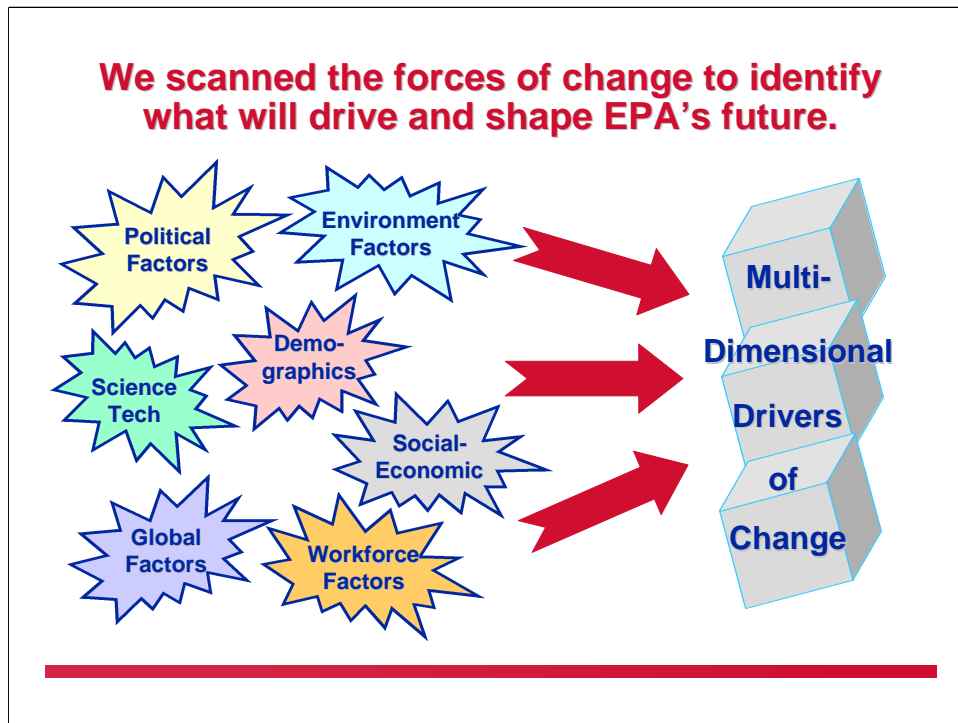 We scanned the forces of change to identify
what will drive and shape EPA's future.
Political
Factors
Environment
Factors
Demo-
graphics
Science
Tech
Social-
Economic
Global
Factors
Workforce
Factors
Multi-
Dimensional
Drivers
of
Change